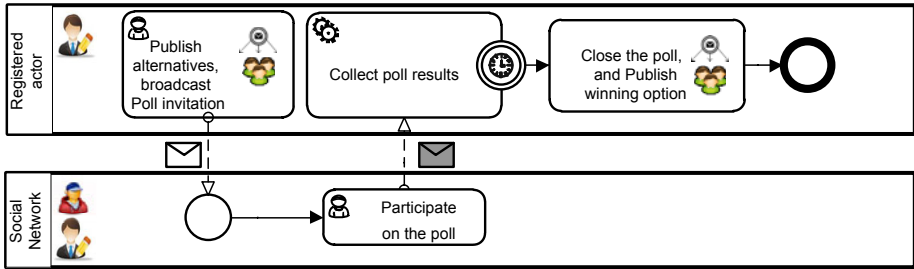 Registered
actor
Publish
alternatives,
broadcast
Poll invitation
Collect poll results
Close the poll,
and Publish
winning option
Social
Network
Participate
on the poll